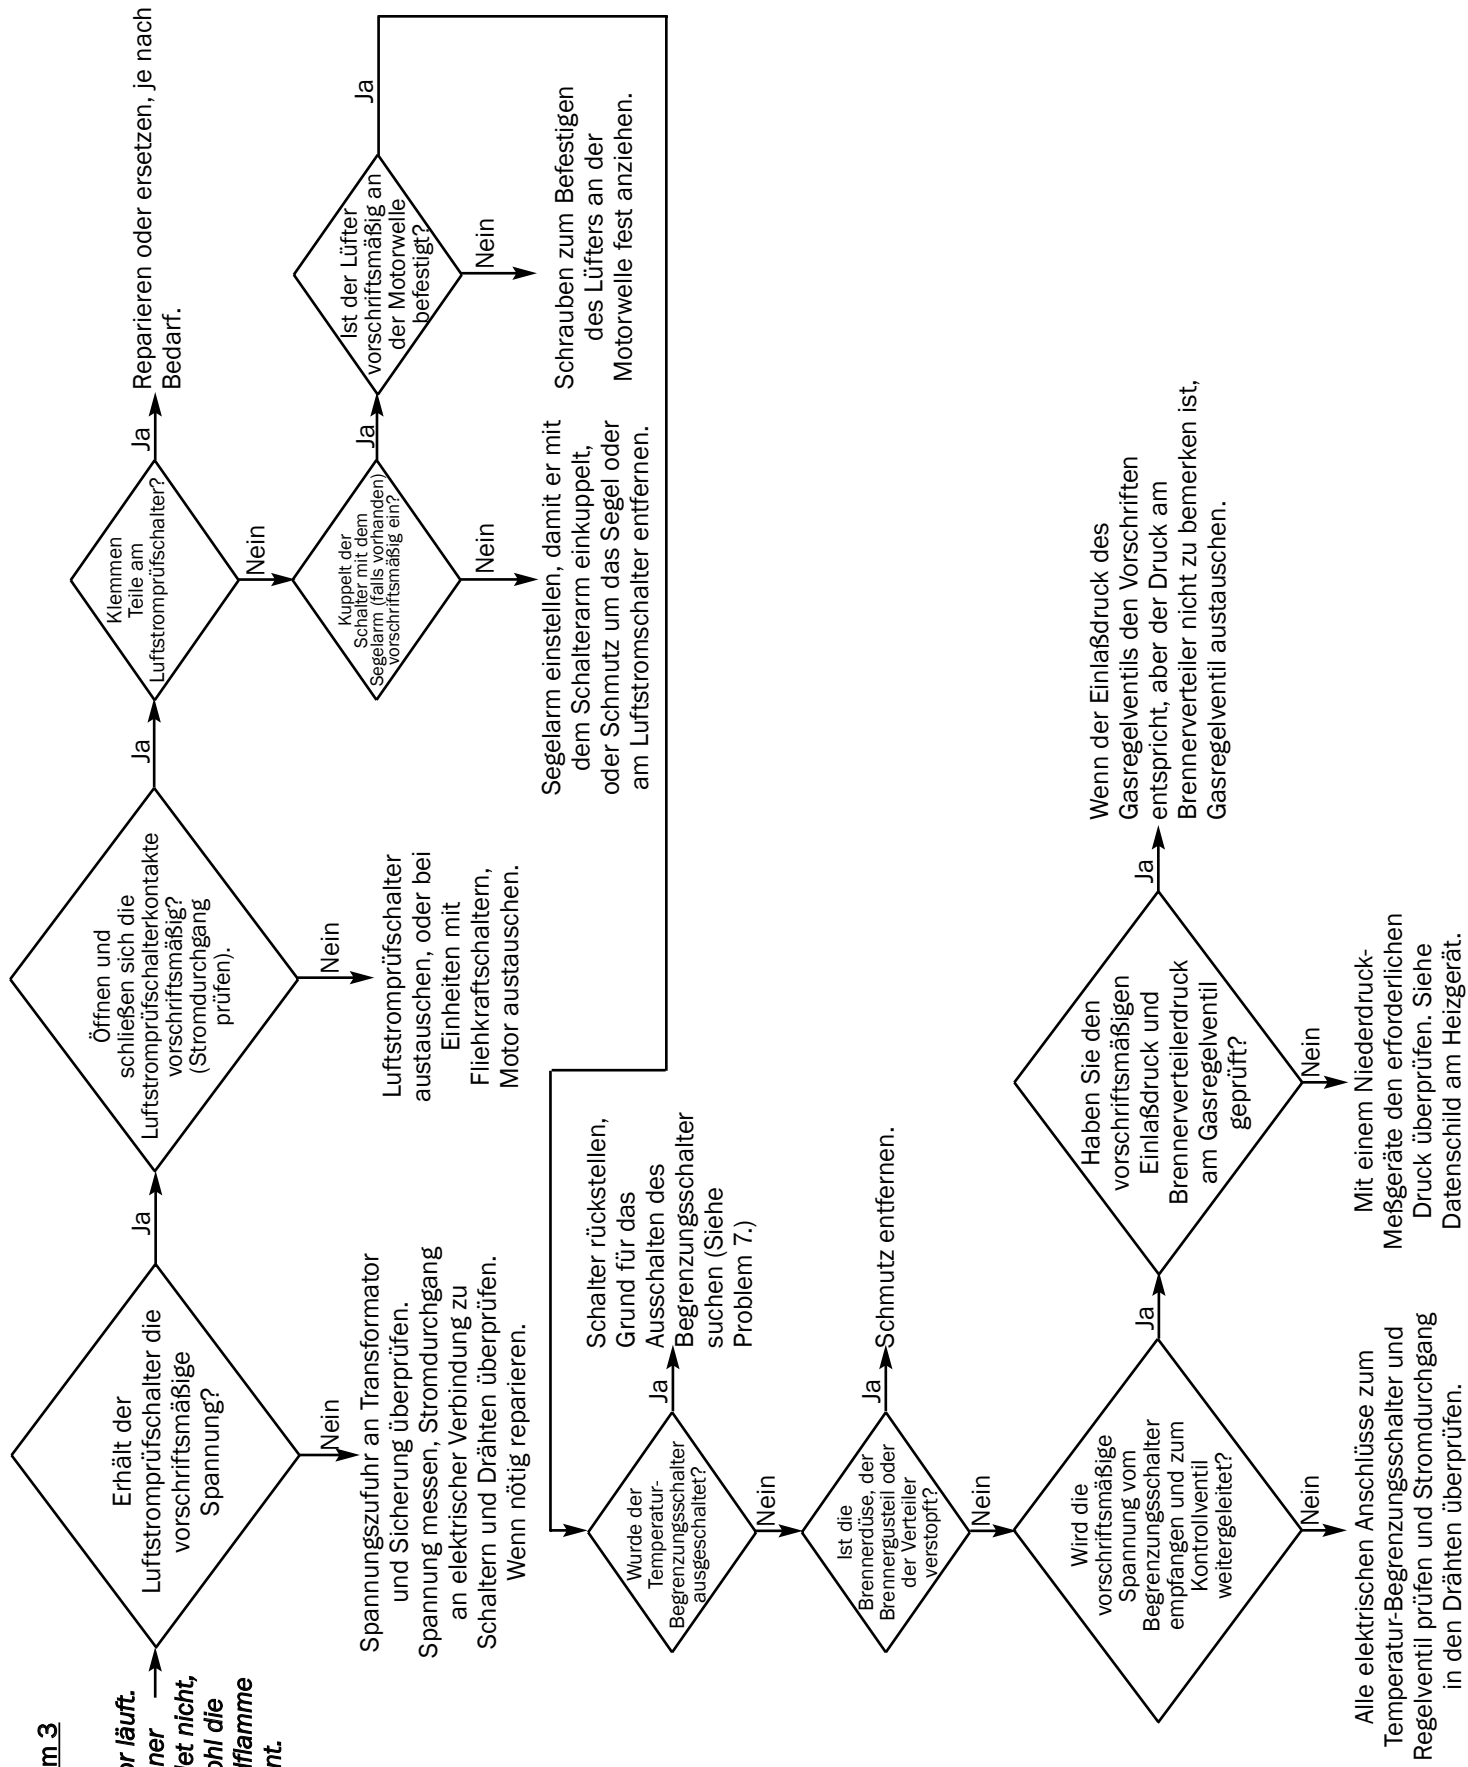 m 3
or läuft.
ner
let nicht,
ohl die
dflamme
nt.
Erhält der
Luftstromprüfschalter die
vorschriftsmäßige
Spannung?
Ja
Nein
Spannungszufuhr an Transformator
und Sicherung überprüfen.
Spannung messen, Stromdurchgang
an elektrischer Verbindung zu
Schaltern und Drähten überprüfen.
Wenn nötig reparieren.
Öffnen und
schließen sich die
Luftstromprüfschalterkontakte
vorschriftsmäßig?
(Stromdurchgang
prüfen).
Ja
Nein
Luftstromprüfschalter
austauschen, oder bei
Einheiten mit
Fliehkraftschaltern,
Motor austauschen.
Klemmen
Teile am
Luftstromprüfschalter?
Ja
Reparieren oder ersetzen, je nach
Bedarf.
Nein
Kuppelt der
Schalter mit dem
Segelarm (falls vorhanden)
vorschriftsmäßig ein?
Ja
Nein
Segelarm einstellen, damit er mit
dem Schalterarm einkuppelt,
oder Schmutz um das Segel oder
am Luftstromschalter entfernen.
Ist der Lüfter
vorschriftsmäßig an
der Motorwelle
befestigt?
Ja
Nein
Schrauben zum Befestigen
des Lüfters an der
Motorwelle fest anziehen.
Wurde der
Temperatur-
Begrenzungsschalter
ausgeschaltet?
Ja
Schalter rückstellen,
Grund für das
Ausschalten des
Begrenzungsschalter
suchen (Siehe
Problem 7.)
Nein
Ist die
Brennerdüse, der
Brennergusteil oder
der Verteiler
verstopft?
Ja
Schmutz entfernen.
Nein
Wird die
vorschriftsmäßige
Spannung vom
Begrenzungsschalter
empfangen und zum
Kontrollventil
weitergeleitet?
Ja
Nein
Alle elektrischen Anschlüsse zum
Temperatur-Begrenzungsschalter und
Regelventil prüfen und Stromdurchgang
in den Drähten überprüfen.
Haben Sie den
vorschriftsmäßigen
Einlaßdruck und
Brennerverteilerdruck
am Gasregelventil
geprüft?
Ja
Nein
Mit einem Niederdruck-
Meßgeräte den erforderlichen
Druck überprüfen. Siehe
Datenschild am Heizgerät.
Wenn der Einlaßdruck des
Gasregelventils den Vorschriften
entspricht, aber der Druck am
Brennerverteiler nicht zu bemerken ist,
Gasregelventil austauschen.